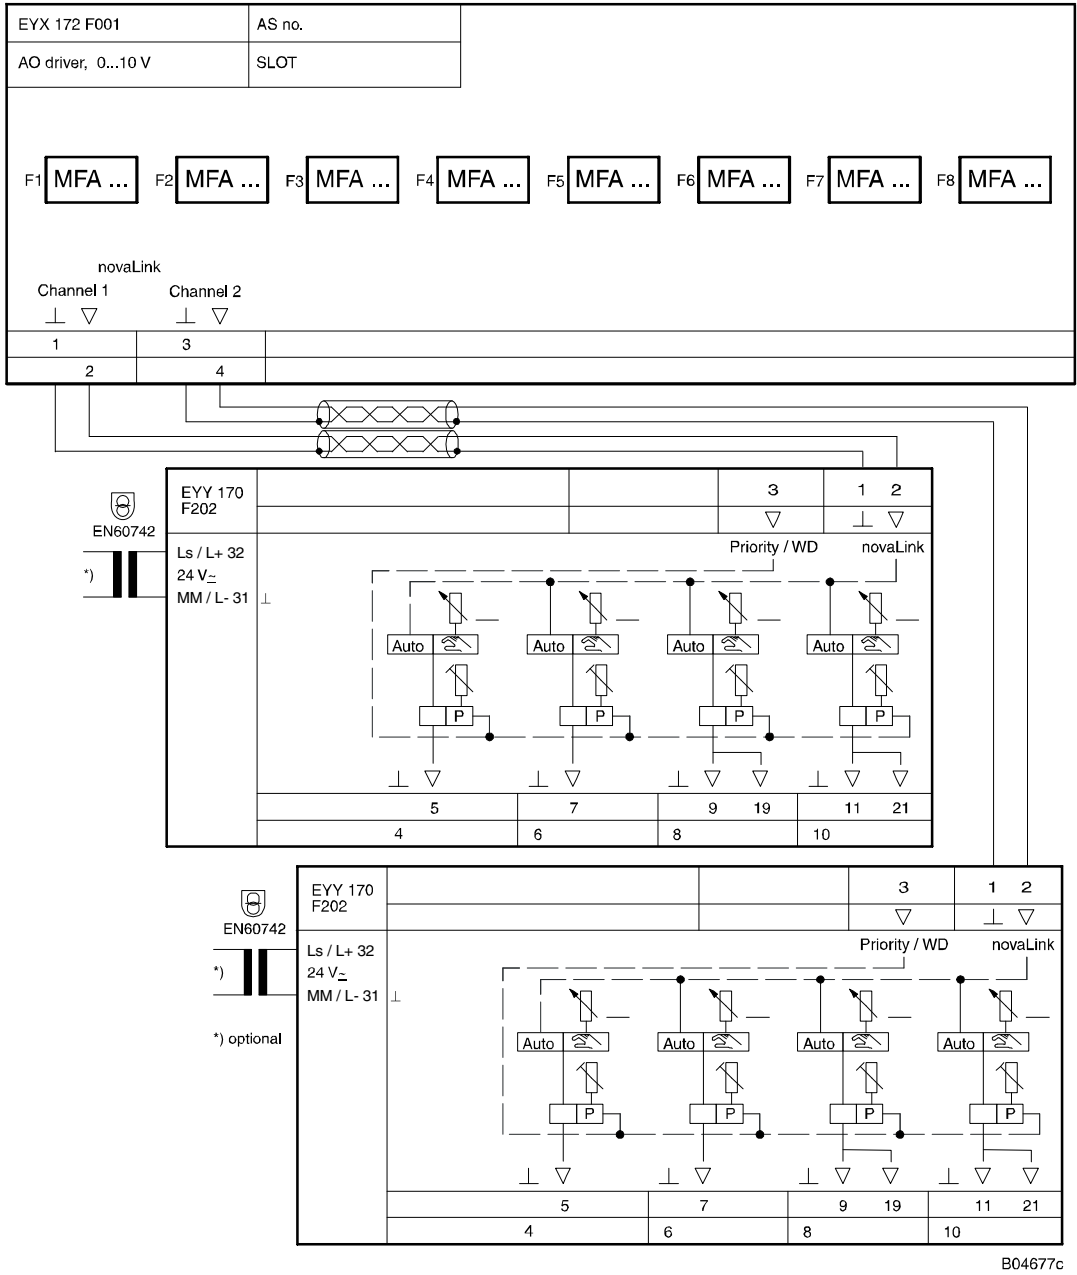 EYX 172 F001 AS no.
AO driver, 0...10 V SLOT
F1 MFA ... F2 MFA ... F3 MFA ... F4 MFA ... F5 MFA ... F6 MFA ... F7 MFA ... F8 MFA ...
novaLink
Channel 1 Channel 2
1 3
2 4
EYY 170 3 1 2
F202
EN60742
Priority / WD novaLink
Ls / L+ 32
*) 24 V~
MM / L- 31
Auto Auto Auto Auto
P P P P
5 7 9 19 11 21
4 6 8 10
EYY 170 3 1 2
F202
EN60742
Priority / WD novaLink
Ls / L+ 32
*) 24 V~
MM / L- 31
*) optional
Auto Auto Auto Auto
P P P P
5 7 9 19 11 21
4 6 8 10
B04677c